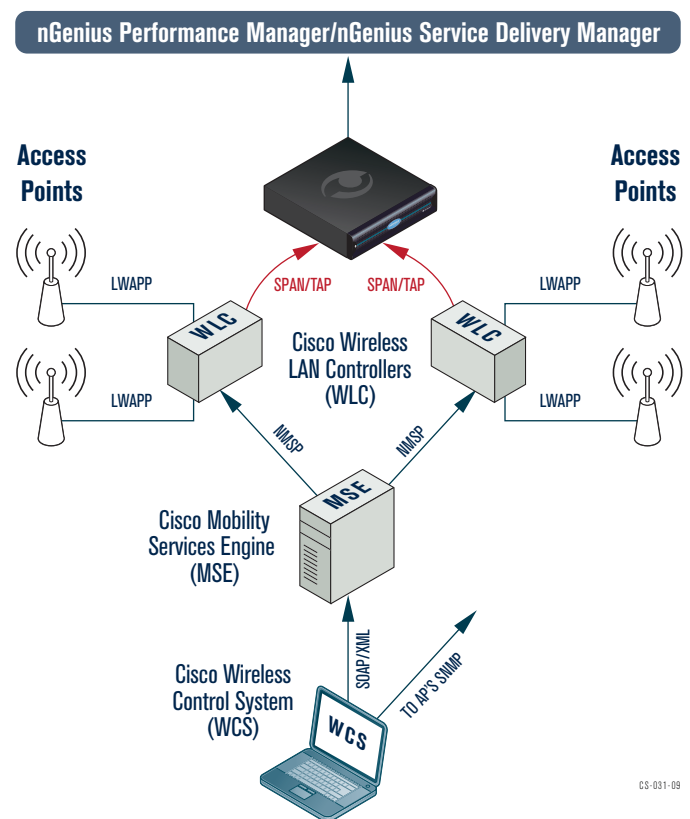 nGenius Performance Manager/nGenius Service Delivery Manager
Access
Points
Access
Points
LWAPP
SPAN/TAP
SPAN/TAP
LWAPP
WLC
Cisco Wireless
LAN Controllers
(WLC)
WLC
LWAPP
LWAPP
NMSP
NMSP
MSE
Cisco Mobility
Services Engine
(MSE)
SOAP/XML
TO AP'S SNMP
Cisco Wireless
Control System
(WCS)
WCS
CS-031-09